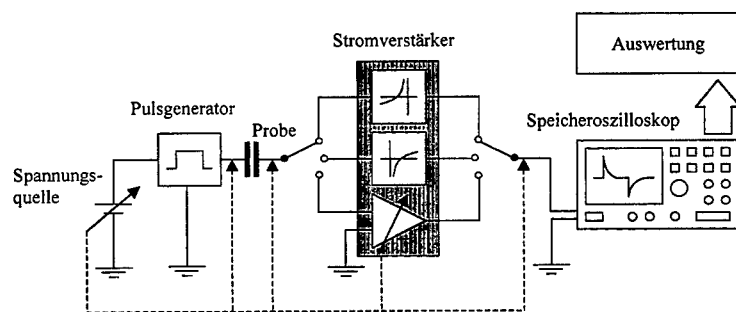 Stromverstärker
Auswertung
Pulsgenerator
Probe
Speicheroszilloskop
Spannungs-
quelle